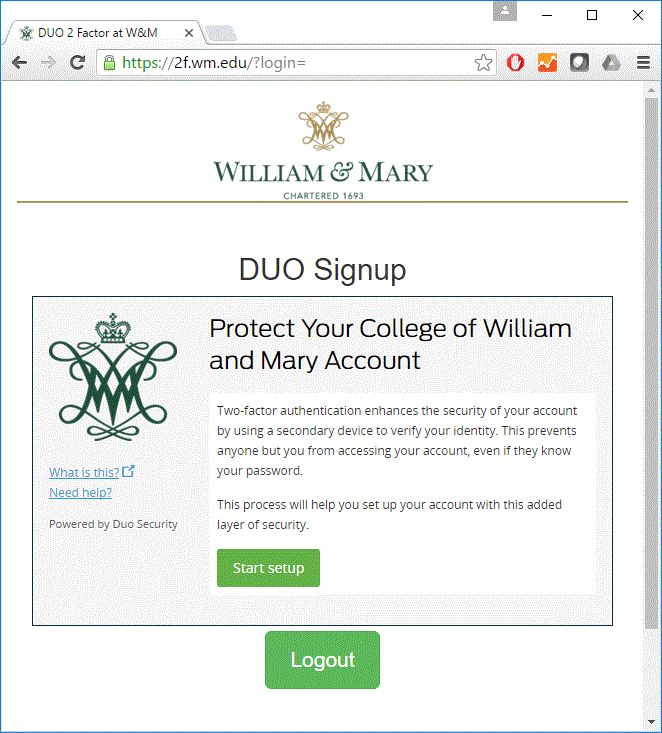 DUO 2 Factor at W&M
https://2f.wm.edu/?login=
WILLIAM & MARY
CHARTERED 1693
DUO Signup
Protect Your College of William
and Mary Account
Two-factor authentication enhances the security of your account
by using a secondary device to verify your identity. This prevents
anyone but you from accessing your account, even if they know
your password.
This process will help you set up your account with this added
layer of security.
Start setup
What is this?
Need help?
Powered by Duo Security
Logout